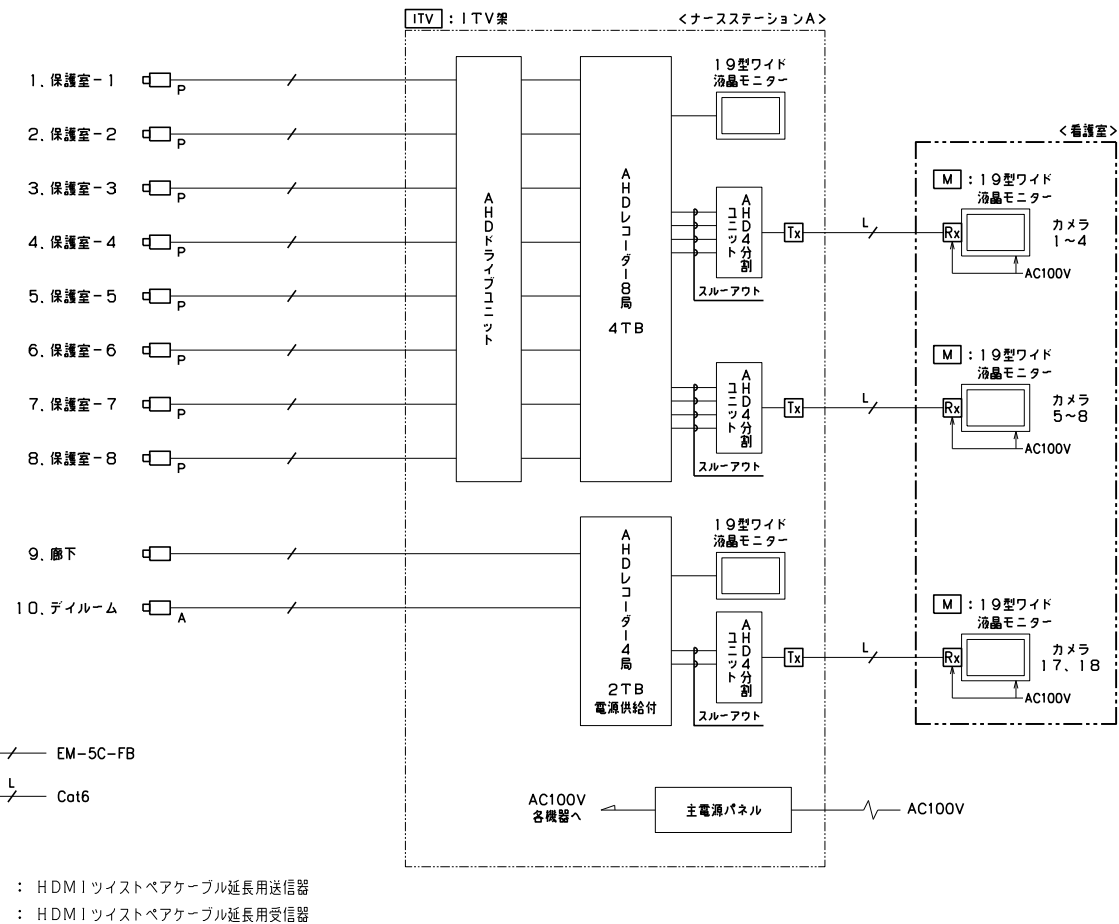 ITV : ITV架
<ナースステーションA>
1. 保護室-1
P
2. 保護室-2
P
3. 保護室-3
P
4. 保護室-4
P
5. 保護室-5
P
6. 保護室-6
P
7. 保護室-7
P
8. 保護室-8
P
9. 廊下
10. デイルーム
A
AHDドライブユニット
AHDレコーダー8局
4TB
19型ワイド
液晶モニター
AHD4分割
ユニット
スルーアウト
Tx
L
AHD4分割
ユニット
スルーアウト
Tx
L
AHDレコーダー4局
2TB
電源供給付
19型ワイド
液晶モニター
AHD4分割
ユニット
スルーアウト
Tx
L
<看護室>
M : 19型ワイド
液晶モニター
Rx
カメラ
1~4
AC100V
M : 19型ワイド
液晶モニター
Rx
カメラ
5~8
AC100V
M : 19型ワイド
液晶モニター
Rx
カメラ
17、18
AC100V
EM-5C-FB
L
Cat6
AC100V
各機器へ
主電源パネル
AC100V
: HDMIツイストペアケーブル延長用送信器
: HDMIツイストペアケーブル延長用受信器